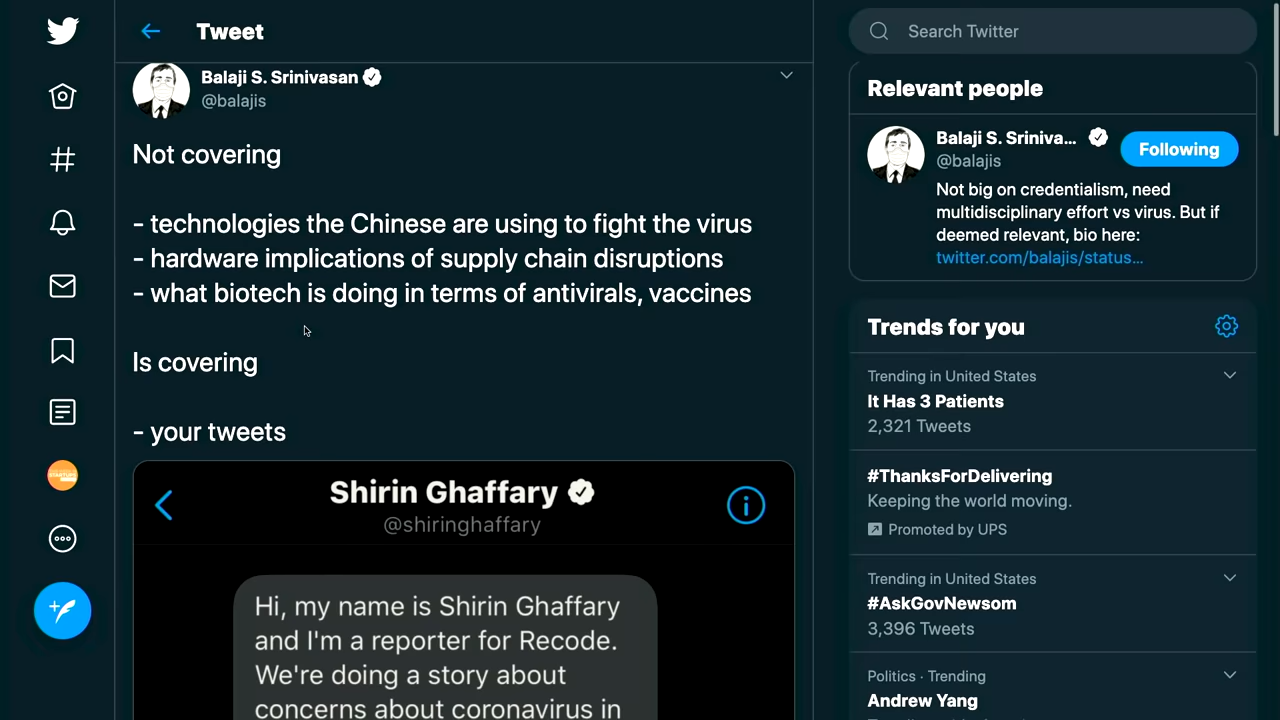 Tweet
Balaji S. Srinivasan
@balajis
Not covering
- technologies the Chinese are using to fight the virus
- hardware implications of supply chain disruptions
- what biotech is doing in terms of antivirals, vaccines
Is covering
- your tweets
Shirin Ghaffary
@shiringhaffary
Hi, my name is Shirin Ghaffary
and I'm a reporter for Recode.
We're doing a story about
concerns about coronavirus in
Search Twitter
Relevant people
Balaji S. Sriniva...
@balajis
Following
Not big on credentialism, need
multidisciplinary effort vs virus. But if
deemed relevant, bio here:
twitter.com/balajis/status...
Trends for you
Trending in United States
It Has 3 Patients
2,321 Tweets
#ThanksForDelivering
Keeping the world moving.
Promoted by UPS
Trending in United States
#AskGovNewsom
3,396 Tweets
Politics · Trending
Andrew Yang